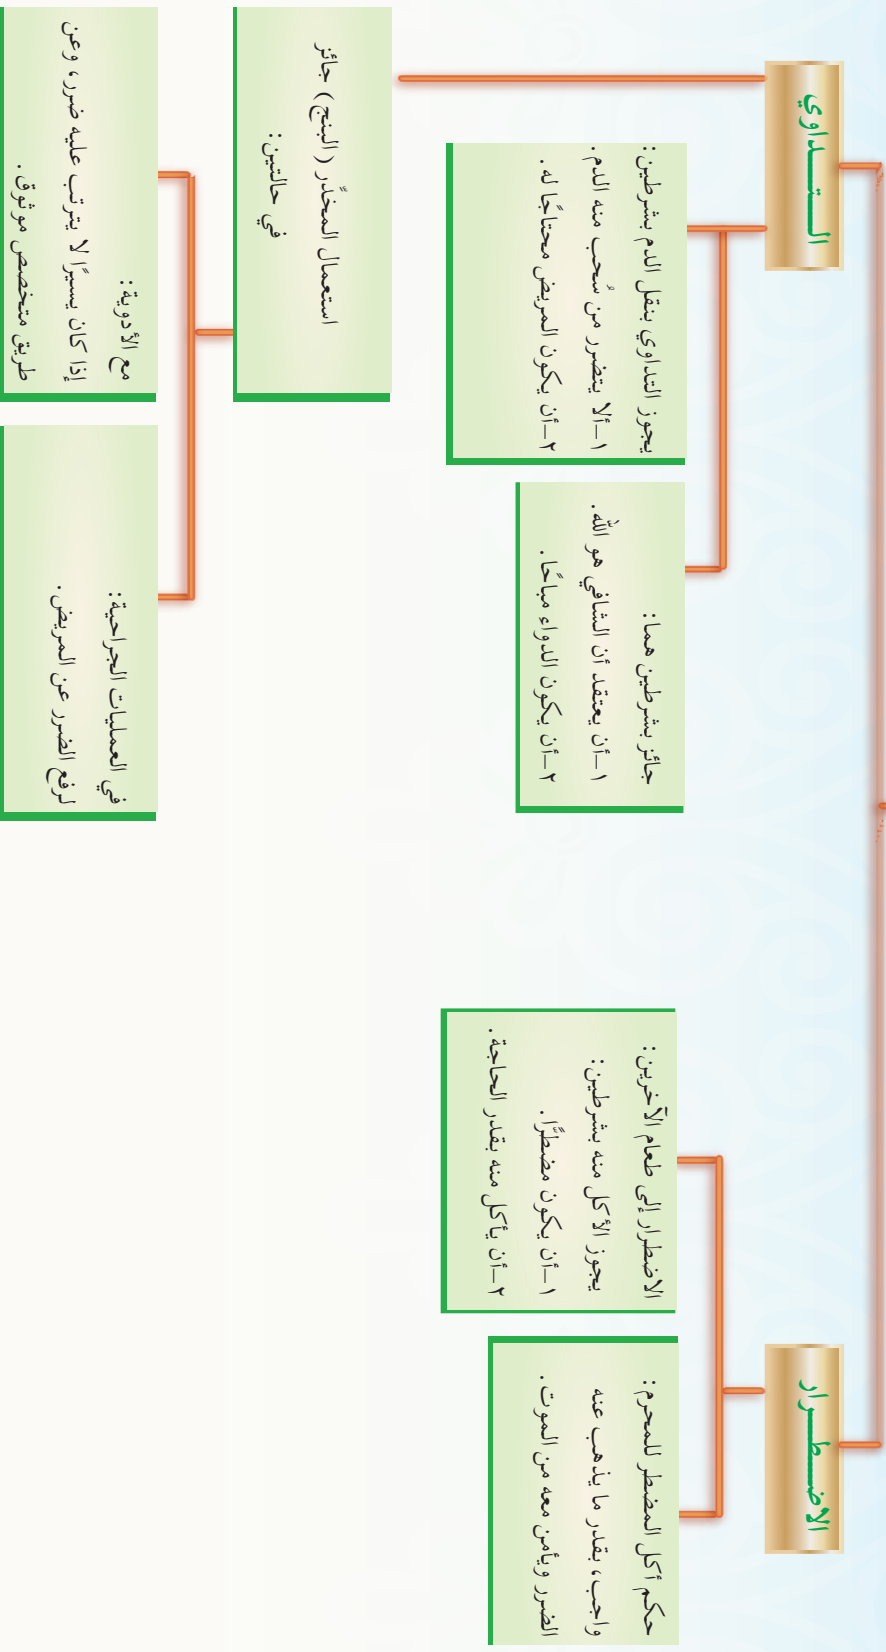 الاضطرار
حكم أكل المضطر للمحرم:
واجب، بقدر ما يذهب عنه
الضرر ويأمن معه من الموت.
الاضطرار إلى طعام الآخرين:
يجوز الأكل منه بشرطين:
١–أن يكون مضطرًّا.
٢–أن يأكل منه بقدر الحاجة.
التداوي
جائز بشرطين هما:
١–أن يعتقد أن الشافي هو الله.
٢–أن يكون الدواء مباحًا.
يجوز التداوي بنقل الدم بشرطين:
١–ألا يتضرر من سُحب منه الدم.
٢–أن يكون المريض محتاجًا له.
استعمال المخدِّر (البنج) جائز
في حالتين:
في العمليات الجراحية:
لرفع الضرر عن المريض.
مع الأدوية:
إذا كان يسيرًا لا يترتب عليه ضرر، وعن
طريق متخصص موثوق.